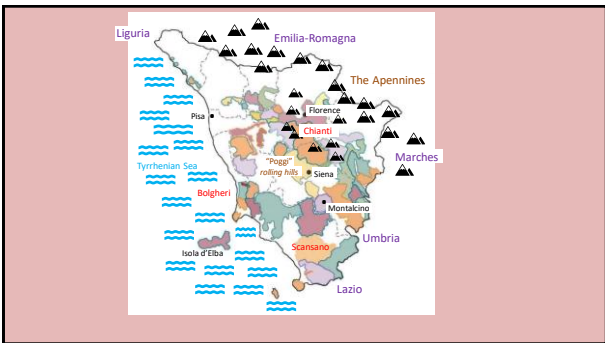 Liguria
Emilia-Romagna
The Apennines
Florence
Pisa
Chianti
Marches
"Poggi"
rolling hills
Tyrrhenian Sea
Siena
Bolgheri
Montalcino
Umbria
Isola d'Elba
Scansano
Lazio